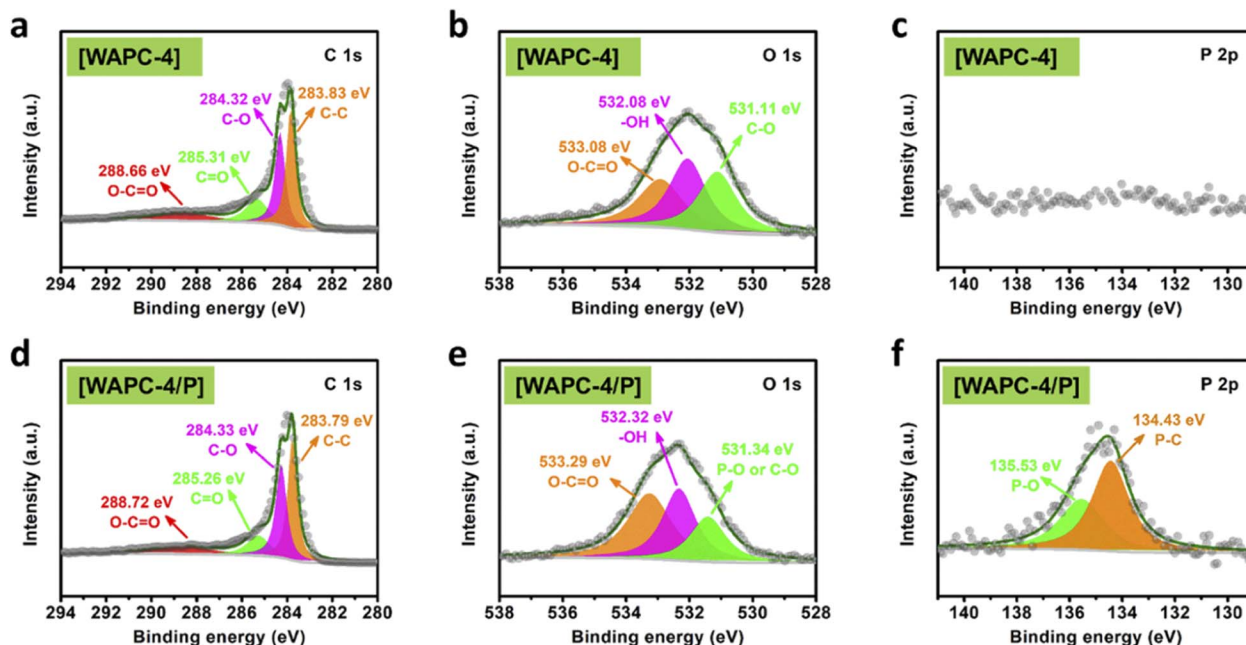 a
[WAPC-4]
C 1s
283.83 eV
C-C
284.32 eV
C-O
285.31 eV
C=O
288.66 eV
O-C=O
Intensity (a.u.)
294 292 290 288 286 284 282 280
Binding energy (eV)
b
[WAPC-4]
O 1s
532.08 eV
-OH
531.11 eV
C-O
533.08 eV
O-C=O
Intensity (a.u.)
538 536 534 532 530 528
Binding energy (eV)
c
[WAPC-4]
P 2p
Intensity (a.u.)
140 138 136 134 132 130
Binding energy (eV)
d
[WAPC-4/P]
C 1s
283.79 eV
C-C
284.33 eV
C-O
285.26 eV
C=O
288.72 eV
O-C=O
Intensity (a.u.)
294 292 290 288 286 284 282 280
Binding energy (eV)
e
[WAPC-4/P]
O 1s
532.32 eV
-OH
531.34 eV
P-O or C-O
533.29 eV
O-C=O
Intensity (a.u.)
538 536 534 532 530 528
Binding energy (eV)
f
[WAPC-4/P]
P 2p
134.43 eV
P-C
135.53 eV
P-O
Intensity (a.u.)
140 138 136 134 132 130
Binding energy (eV)